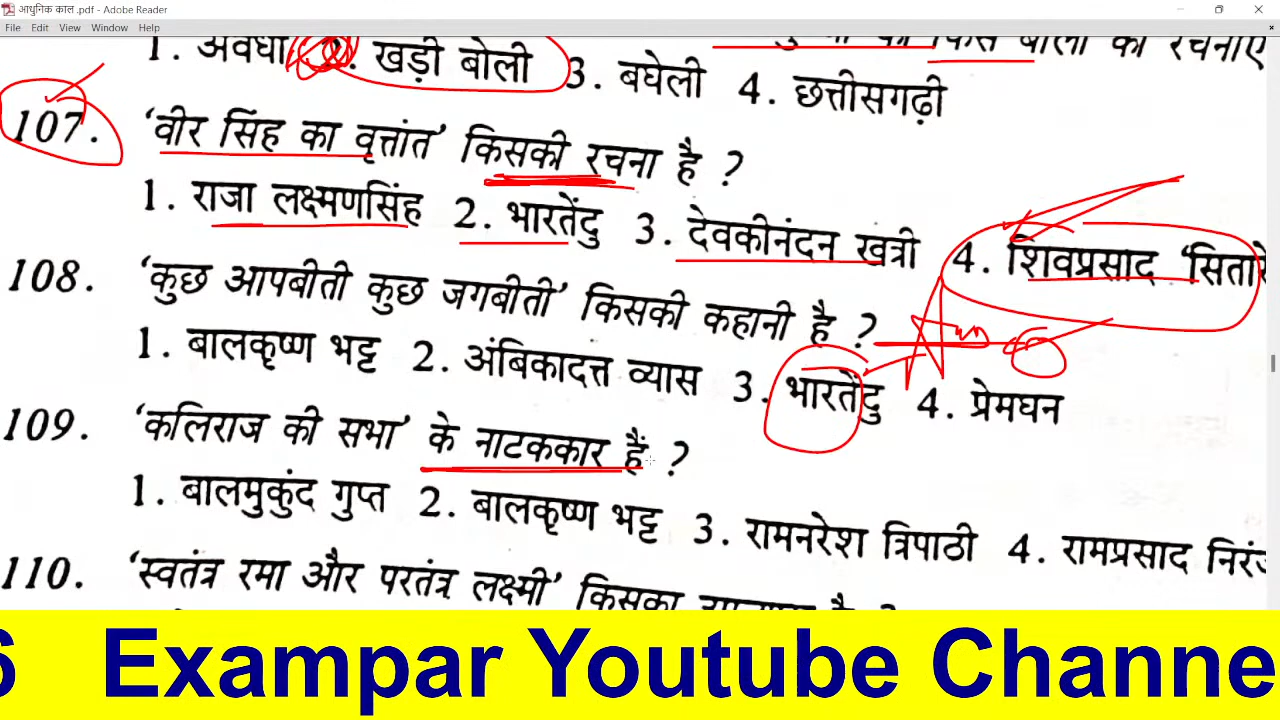 आधुनिक काल .pdf - Adobe Reader
File Edit View Window Help
1. अवधी 2. खड़ी बोली 3. बघेली 4. छत्तीसगढ़ी
किस बोली की रचनाएँ
107. 'वीर सिंह का वृत्तांत' किसकी रचना है ?
1. राजा लक्ष्मणसिंह 2. भारतेंदु 3. देवकीनंदन खत्री 4. शिवप्रसाद 'सितारे
108. 'कुछ आपबीती कुछ जगबीती' किसकी कहानी है ?
1. बालकृष्ण भट्ट 2. अंबिकादत्त व्यास 3. भारतेंदु 4. प्रेमघन
109. 'कलिराज की सभा' के नाटककार हैं ?
1. बालमुकुंद गुप्त 2. बालकृष्ण भट्ट 3. रामनरेश त्रिपाठी 4. रामप्रसाद निरंज
110. 'स्वतंत्र रमा और परतंत्र लक्ष्मी' किसका
6 Exampar Youtube Channe